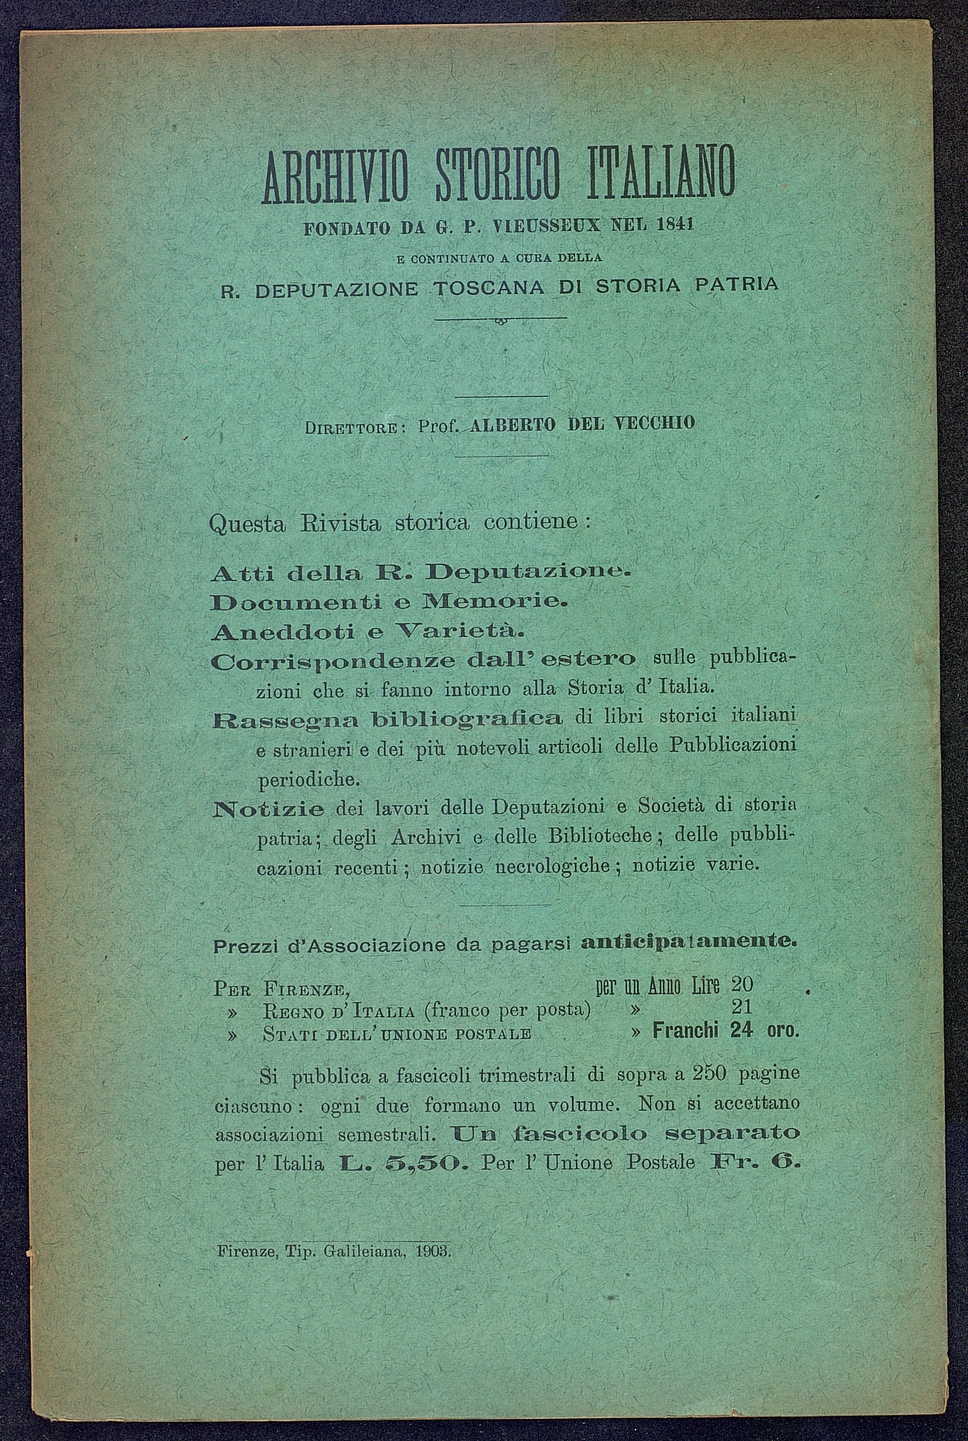 ARCHIVIO STORICO ITALIANO
FONDATO DA G. P. VIEUSSEUX NEL 1841
E CONTINUATO A CURA DELLA
R. DEPUTAZIONE TOSCANA DI STORIA PATRIA
DIRETTORE: Prof. ALBERTO DEL VECCHIO
Questa Rivista storica contiene :
Atti della R. Deputazione.
Documenti e Memorie.
Aneddoti e Varietà.
Corrispondenze dall' estero sulle pubblica-
zioni che si fanno intorno alla Storia d' Italia.
Rassegna bibliografica di libri storici italiani
e stranieri e dei più notevoli articoli delle Pubblicazioni
periodiche.
Notizie dei lavori delle Deputazioni e Società di storia
patria; degli Archivi e delle Biblioteche; delle pubbli-
cazioni recenti; notizie necrologiche; notizie varie.
Prezzi d'Associazione da pagarsi anticipatamente.
PER FIRENZE, per un Anno Lire 20
» REGNO D' ITALIA (franco per posta) » 21
» STATI DELL' UNIONE POSTALE » Franchi 24 oro.
Si pubblica a fascicoli trimestrali di sopra a 250 pagine
ciascuno : ogni due formano un volume. Non si accettano
associazioni semestrali. Un fascicolo separato
per l' Italia L. 5,50. Per l' Unione Postale Fr. 6.
Firenze, Tip. Galileiana, 1903.